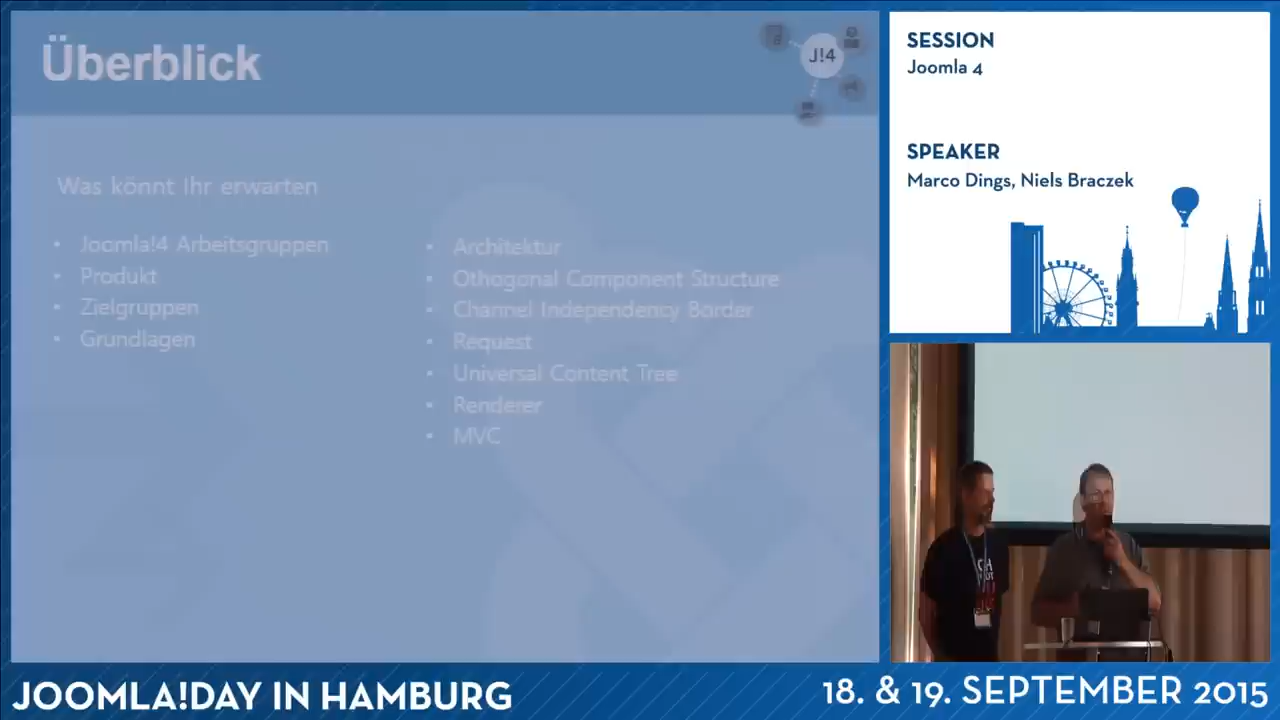 Überblick
J!4
Was könnt Ihr erwarten
• Joomla!4 Arbeitsgruppen
• Produkt
• Zielgruppen
• Grundlagen
• Architektur
• Othogonal Component Structure
• Channel Independency Border
• Request
• Universal Content Tree
• Renderer
• MVC
SESSION
Joomla 4
SPEAKER
Marco Dings, Niels Braczek
JOOMLA!DAY IN HAMBURG
18. & 19. SEPTEMBER 2015